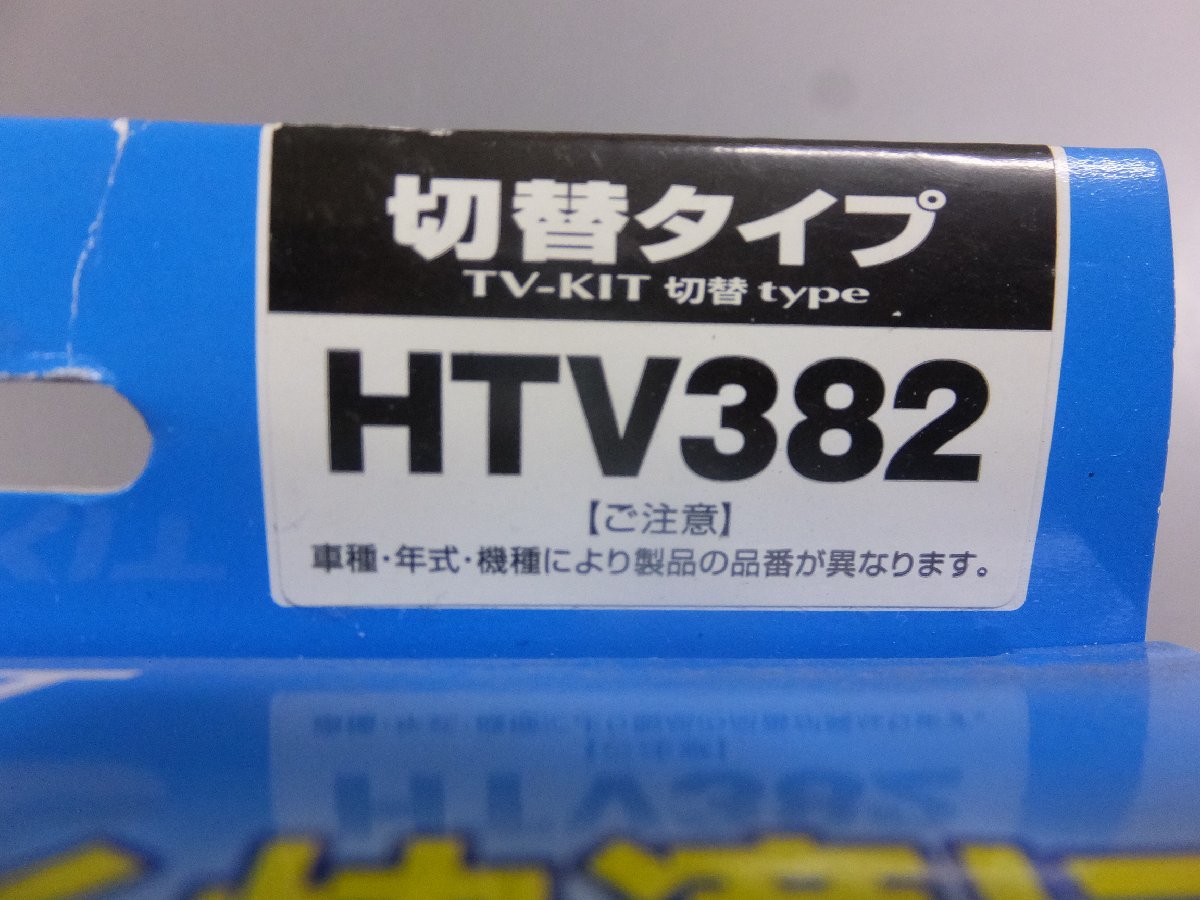 切替タイプ
TV-KIT 切替 type
HTV382
【ご注意】
車種・年式・機種により製品の品番が異なります。